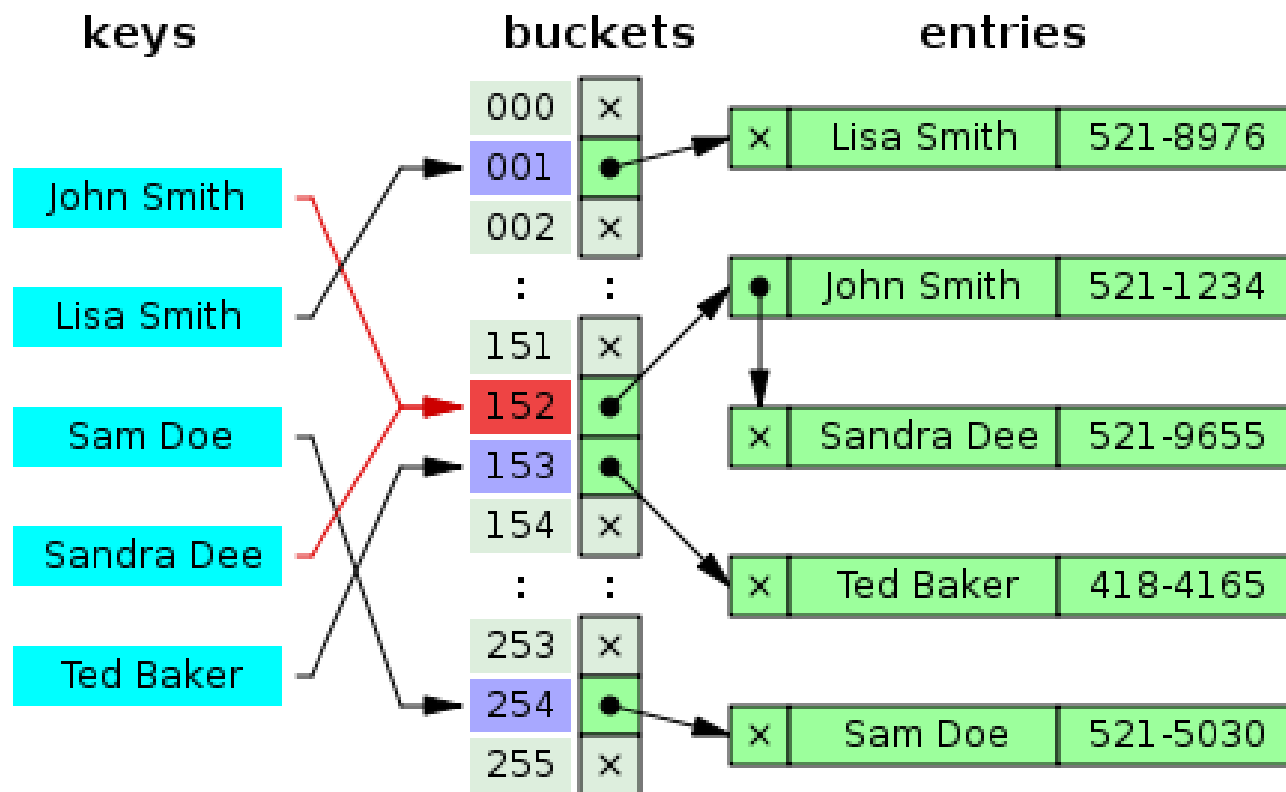 keys buckets entries
000 ×
× Lisa Smith 521-8976
001
John Smith
002 ×
: :
× John Smith 521-1234
Lisa Smith
151 ×
152
Sam Doe
× Sandra Dee 521-9655
153
154 ×
Sandra Dee
: :
× Ted Baker 418-4165
253 ×
Ted Baker
254
× Sam Doe 521-5030
255 ×